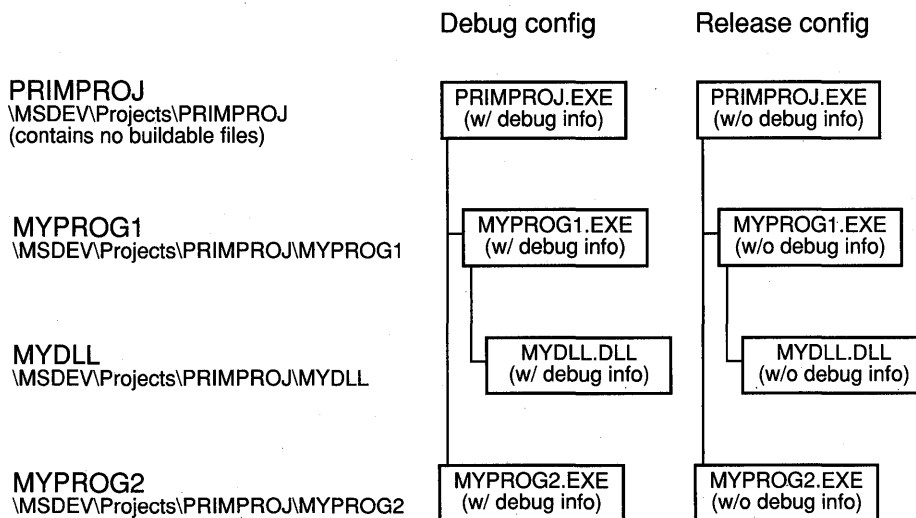 Debug config Release config
PRIMPROJ
\MSDEV\Projects\PRIMPROJ
(contains no buildable files)
PRIMPROJ.EXE
(w/ debug info)
PRIMPROJ.EXE
(w/o debug info)
MYPROG1
\MSDEV\Projects\PRIMPROJ\MYPROG1
MYPROG1.EXE
(w/ debug info)
MYPROG1.EXE
(w/o debug info)
MYDLL
\MSDEV\Projects\PRIMPROJ\MYDLL
MYDLL.DLL
(w/ debug info)
MYDLL.DLL
(w/o debug info)
MYPROG2
\MSDEV\Projects\PRIMPROJ\MYPROG2
MYPROG2.EXE
(w/ debug info)
MYPROG2.EXE
(w/o debug info)